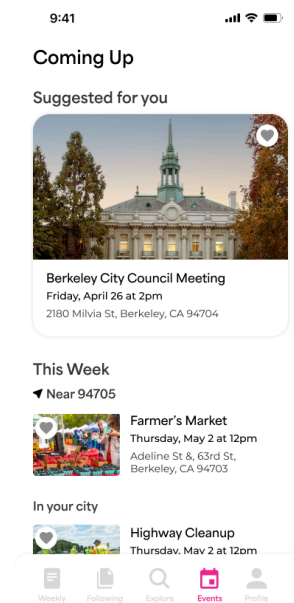 9:41
Coming Up
Suggested for you
Berkeley City Council Meeting
Friday, April 26 at 2pm
2180 Milvia St, Berkeley, CA 94704
This Week
Near 94705
Farmer's Market
Thursday, May 2 at 12pm
Adeline St &, 63rd St,
Berkeley, CA 94703
In your city
Highway Cleanup
Thursday, May 2 at 12pm
Weekly
Following
Explore
Events
Profile